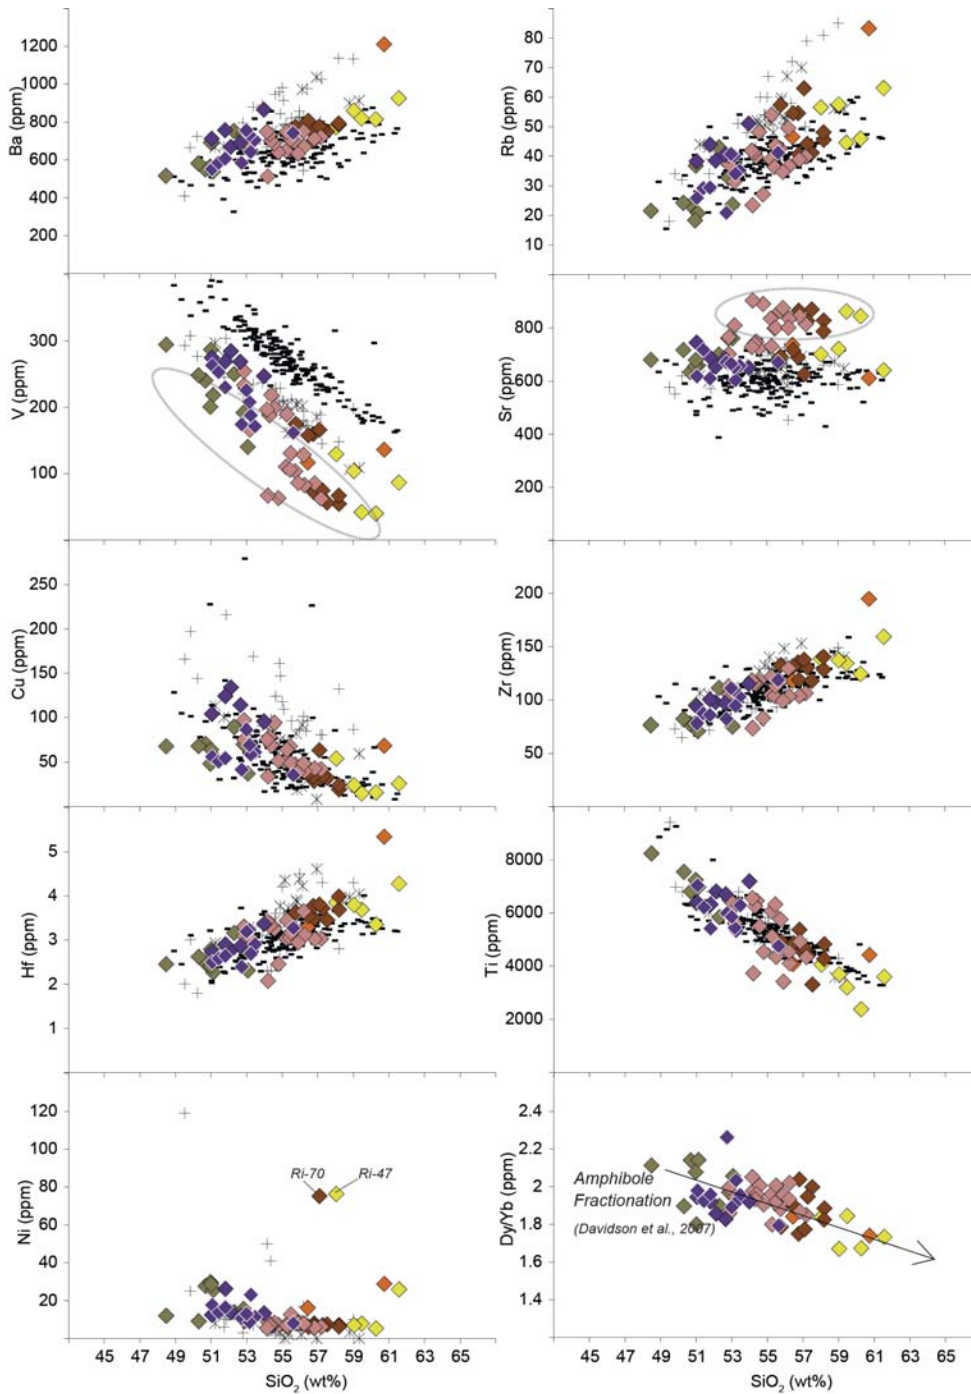 Ba (ppm)
1200
1000
800
600
400
200
Rb (ppm)
80
70
60
50
40
30
20
10
V (ppm)
300
200
100
Sr (ppm)
800
600
400
200
Cu (ppm)
250
200
150
100
50
Zr (ppm)
200
150
100
50
Hf (ppm)
5
4
3
2
1
Ti (ppm)
8000
6000
4000
2000
Ni (ppm)
120
100
80
60
40
20
Ri-70 Ri-47
45 47 49 51 53 55 57 59 61 63 65
SiO2 (wt%)
Dy/Yb (ppm)
2.4
2.2
2
1.8
1.6
1.4
Amphibole
Fractionation
(Davidson et al., 2007)
45 47 49 51 53 55 57 59 61 63 65
SiO2 (wt%)